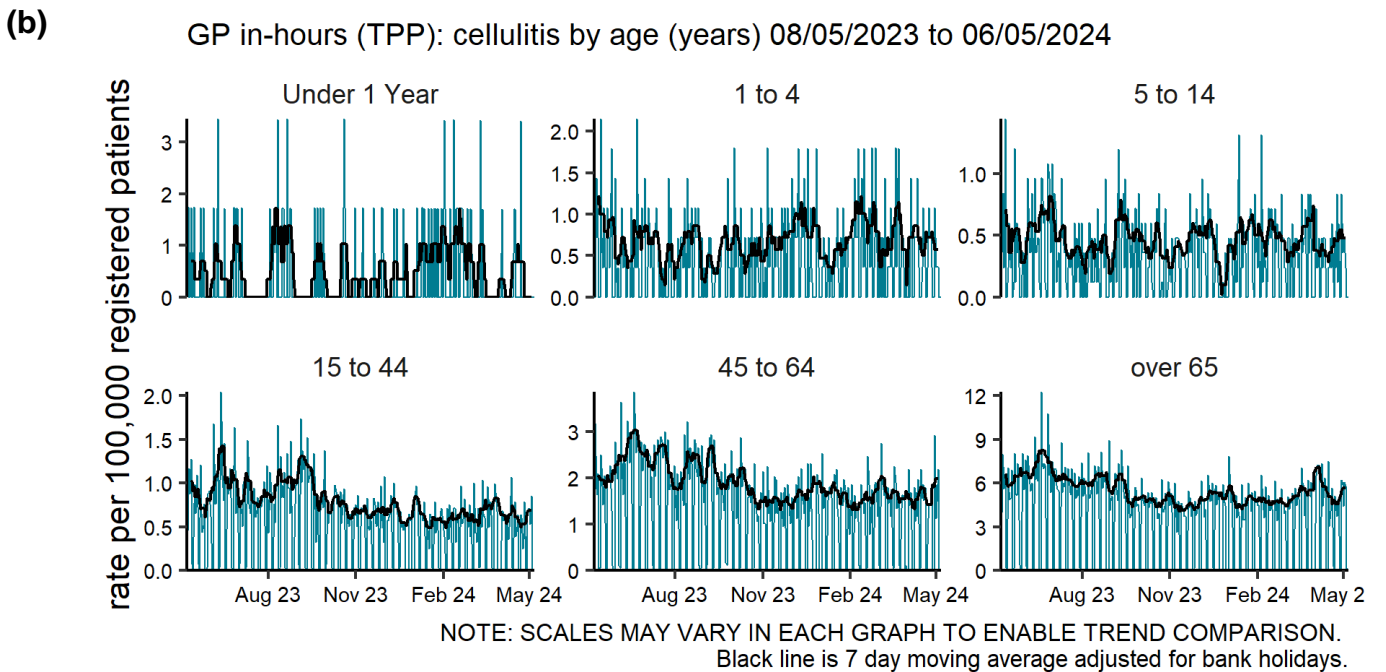 (b)
GP in-hours (TPP): cellulitis by age (years) 08/05/2023 to 06/05/2024
rate per 100,000 registered patients
Under 1 Year
1 to 4
5 to 14
3
2
1
0
2.0
1.5
1.0
0.5
0.0
1.0
0.5
0.0
15 to 44
45 to 64
over 65
2.0
1.5
1.0
0.5
0.0
3
2
1
0
12
9
6
3
0
Aug 23 Nov 23 Feb 24 May 24
Aug 23 Nov 23 Feb 24 May 24
Aug 23 Nov 23 Feb 24 May 2
NOTE: SCALES MAY VARY IN EACH GRAPH TO ENABLE TREND COMPARISON.
Black line is 7 day moving average adjusted for bank holidays.